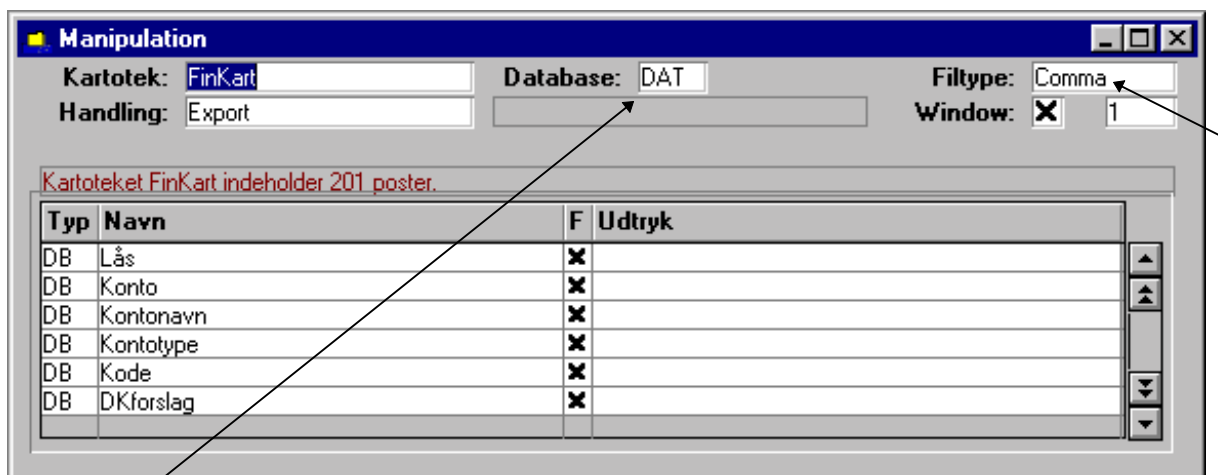 Manipulation
Kartotek: FinKart Database: DAT Filtype: Comma
Handling: Export Window: 1
Kartoteket FinKart indeholder 201 poster.
Typ Navn F Udtryk
DB Lås
DB Konto
DB Kontonavn
DB Kontotype
DB Kode
DB DKforslag